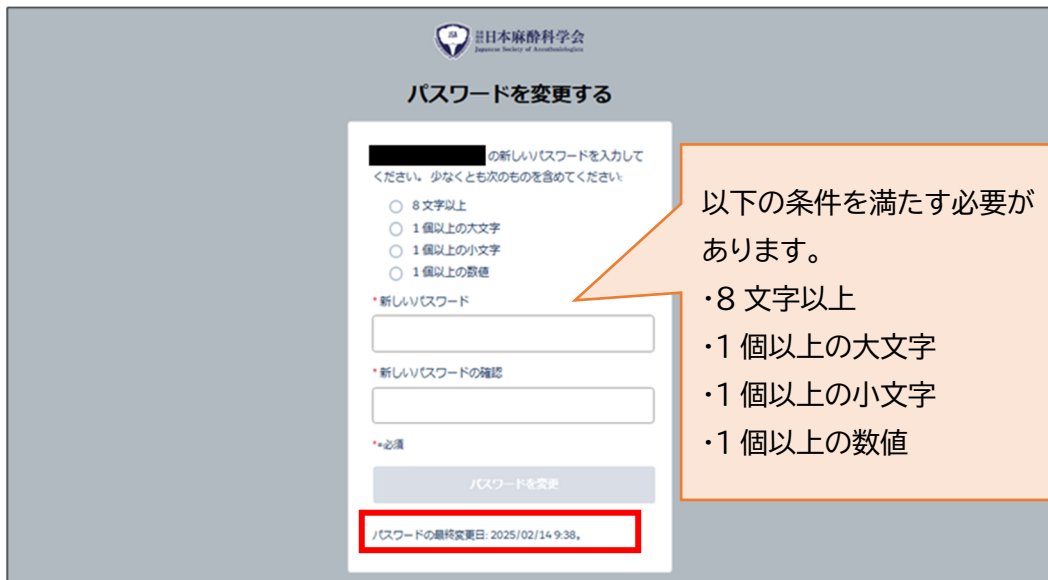 公益社団法人日本麻酔科学会
Japanese Society of Anesthesiologists
パスワードを変更する
の新しいパスワードを入力して
ください。少なくとも次のものを含めてください:
8 文字以上
1 個以上の大文字
1 個以上の小文字
1 個以上の数値
*新しいパスワード
*新しいパスワードの確認
*=必須
パスワードを変更
パスワードの最終変更日: 2025/02/14 9:38。
以下の条件を満たす必要が
あります。
・8 文字以上
・1 個以上の大文字
・1 個以上の小文字
・1 個以上の数値